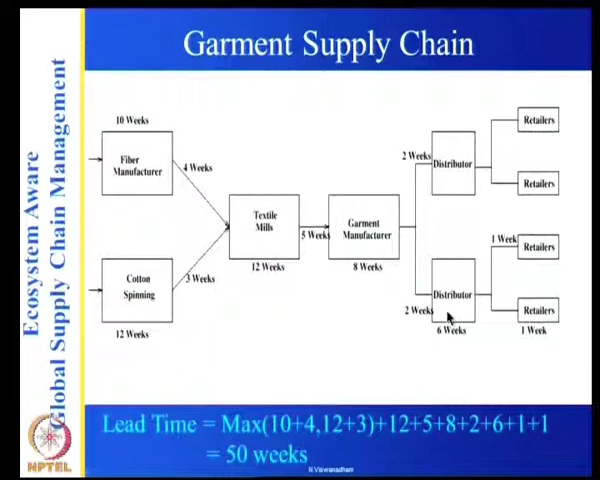 Garment Supply Chain
Ecosystem Aware
Global Supply Chain Management
10 Weeks
Fiber
Manufacturer
4 Weeks
Cotton
Spinning
3 Weeks
12 Weeks
Textile
Mills
12 Weeks
5 Weeks
Garment
Manufacturer
8 Weeks
2 Weeks
Distributor
Retailers
Retailers
2 Weeks
Distributor
6 Weeks
1 Week
Retailers
Retailers
1 Week
Lead Time = Max(10+4,12+3)+12+5+8+2+6+1+1
= 50 weeks
N Viswanadham
NPTEL